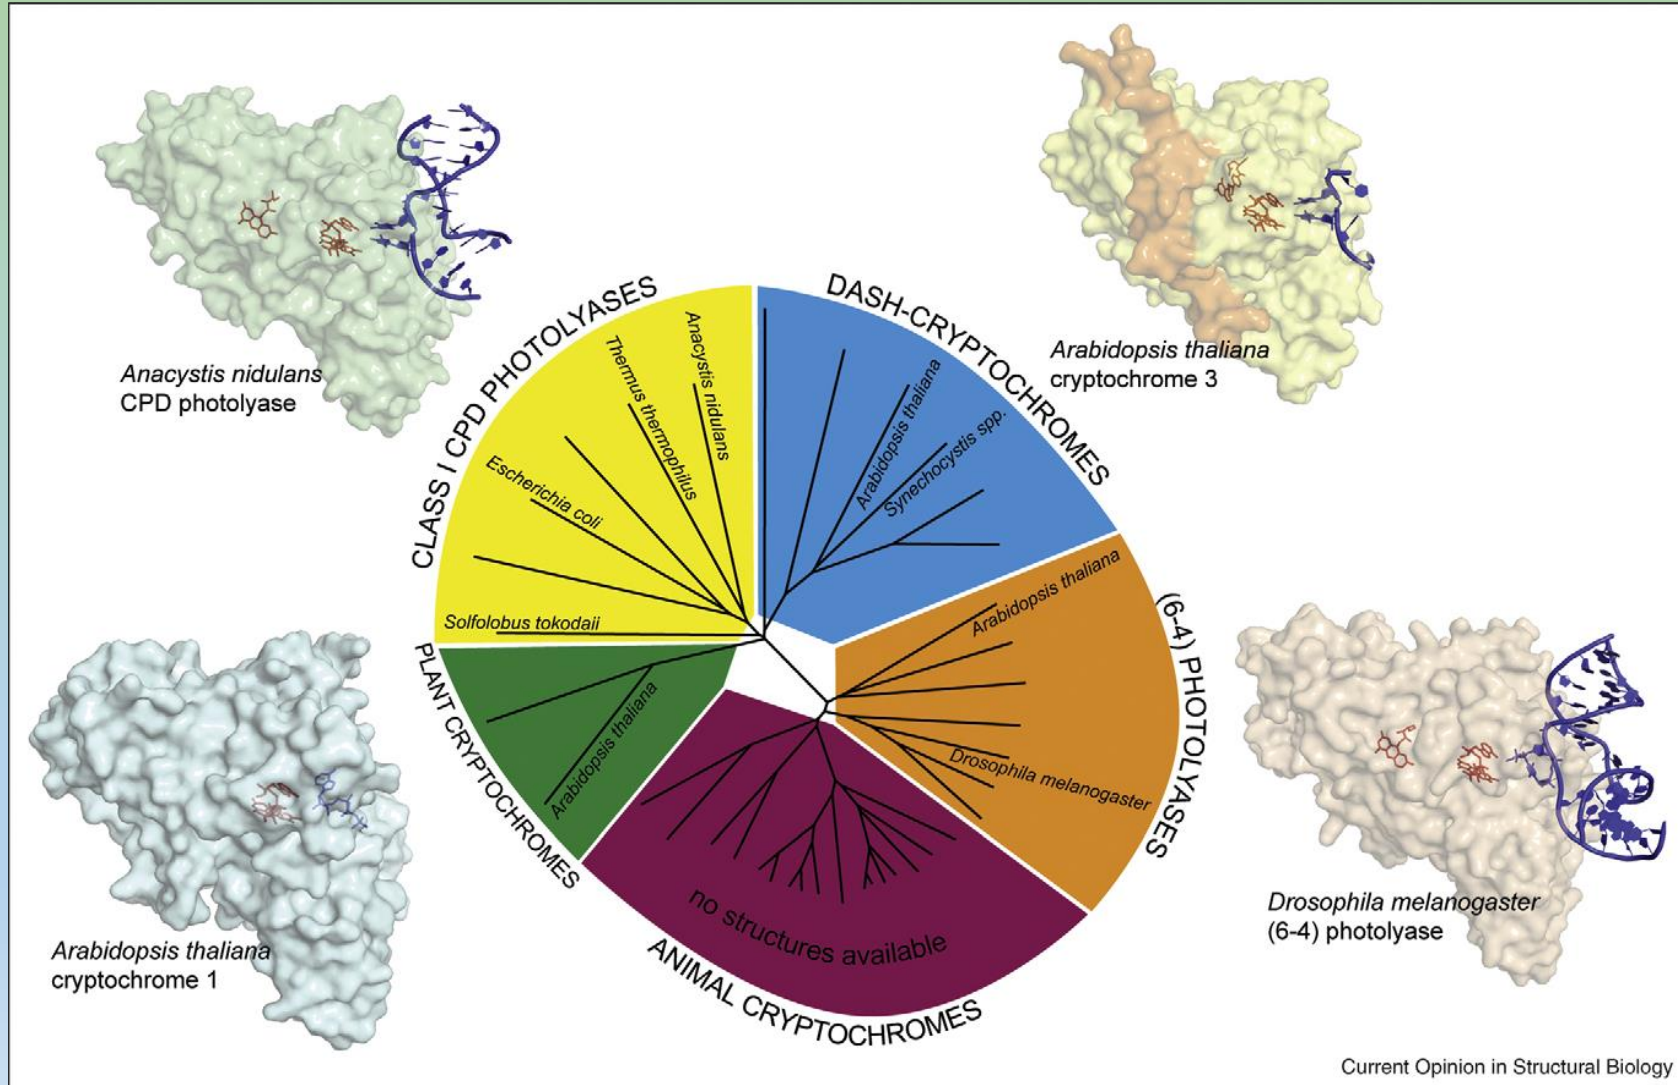 Anacystis nidulans
CPD photolyase
Arabidopsis thaliana
cryptochrome 3
CLASS I CPD PHOTOLYASES
Anacystis nidulans
Thermus thermophilus
Escherichia coli
Solfolobus tokodaii
DASH-CRYPTOCHROMES
Arabidopsis thaliana
Synechocystis spp.
(6-4) PHOTOLYASES
Arabidopsis thaliana
Drosophila melanogaster
PLANT CRYPTOCHROMES
Arabidopsis thaliana
no structures available
ANIMAL CRYPTOCHROMES
Arabidopsis thaliana
cryptochrome 1
Drosophila melanogaster
(6-4) photolyase
Current Opinion in Structural Biology